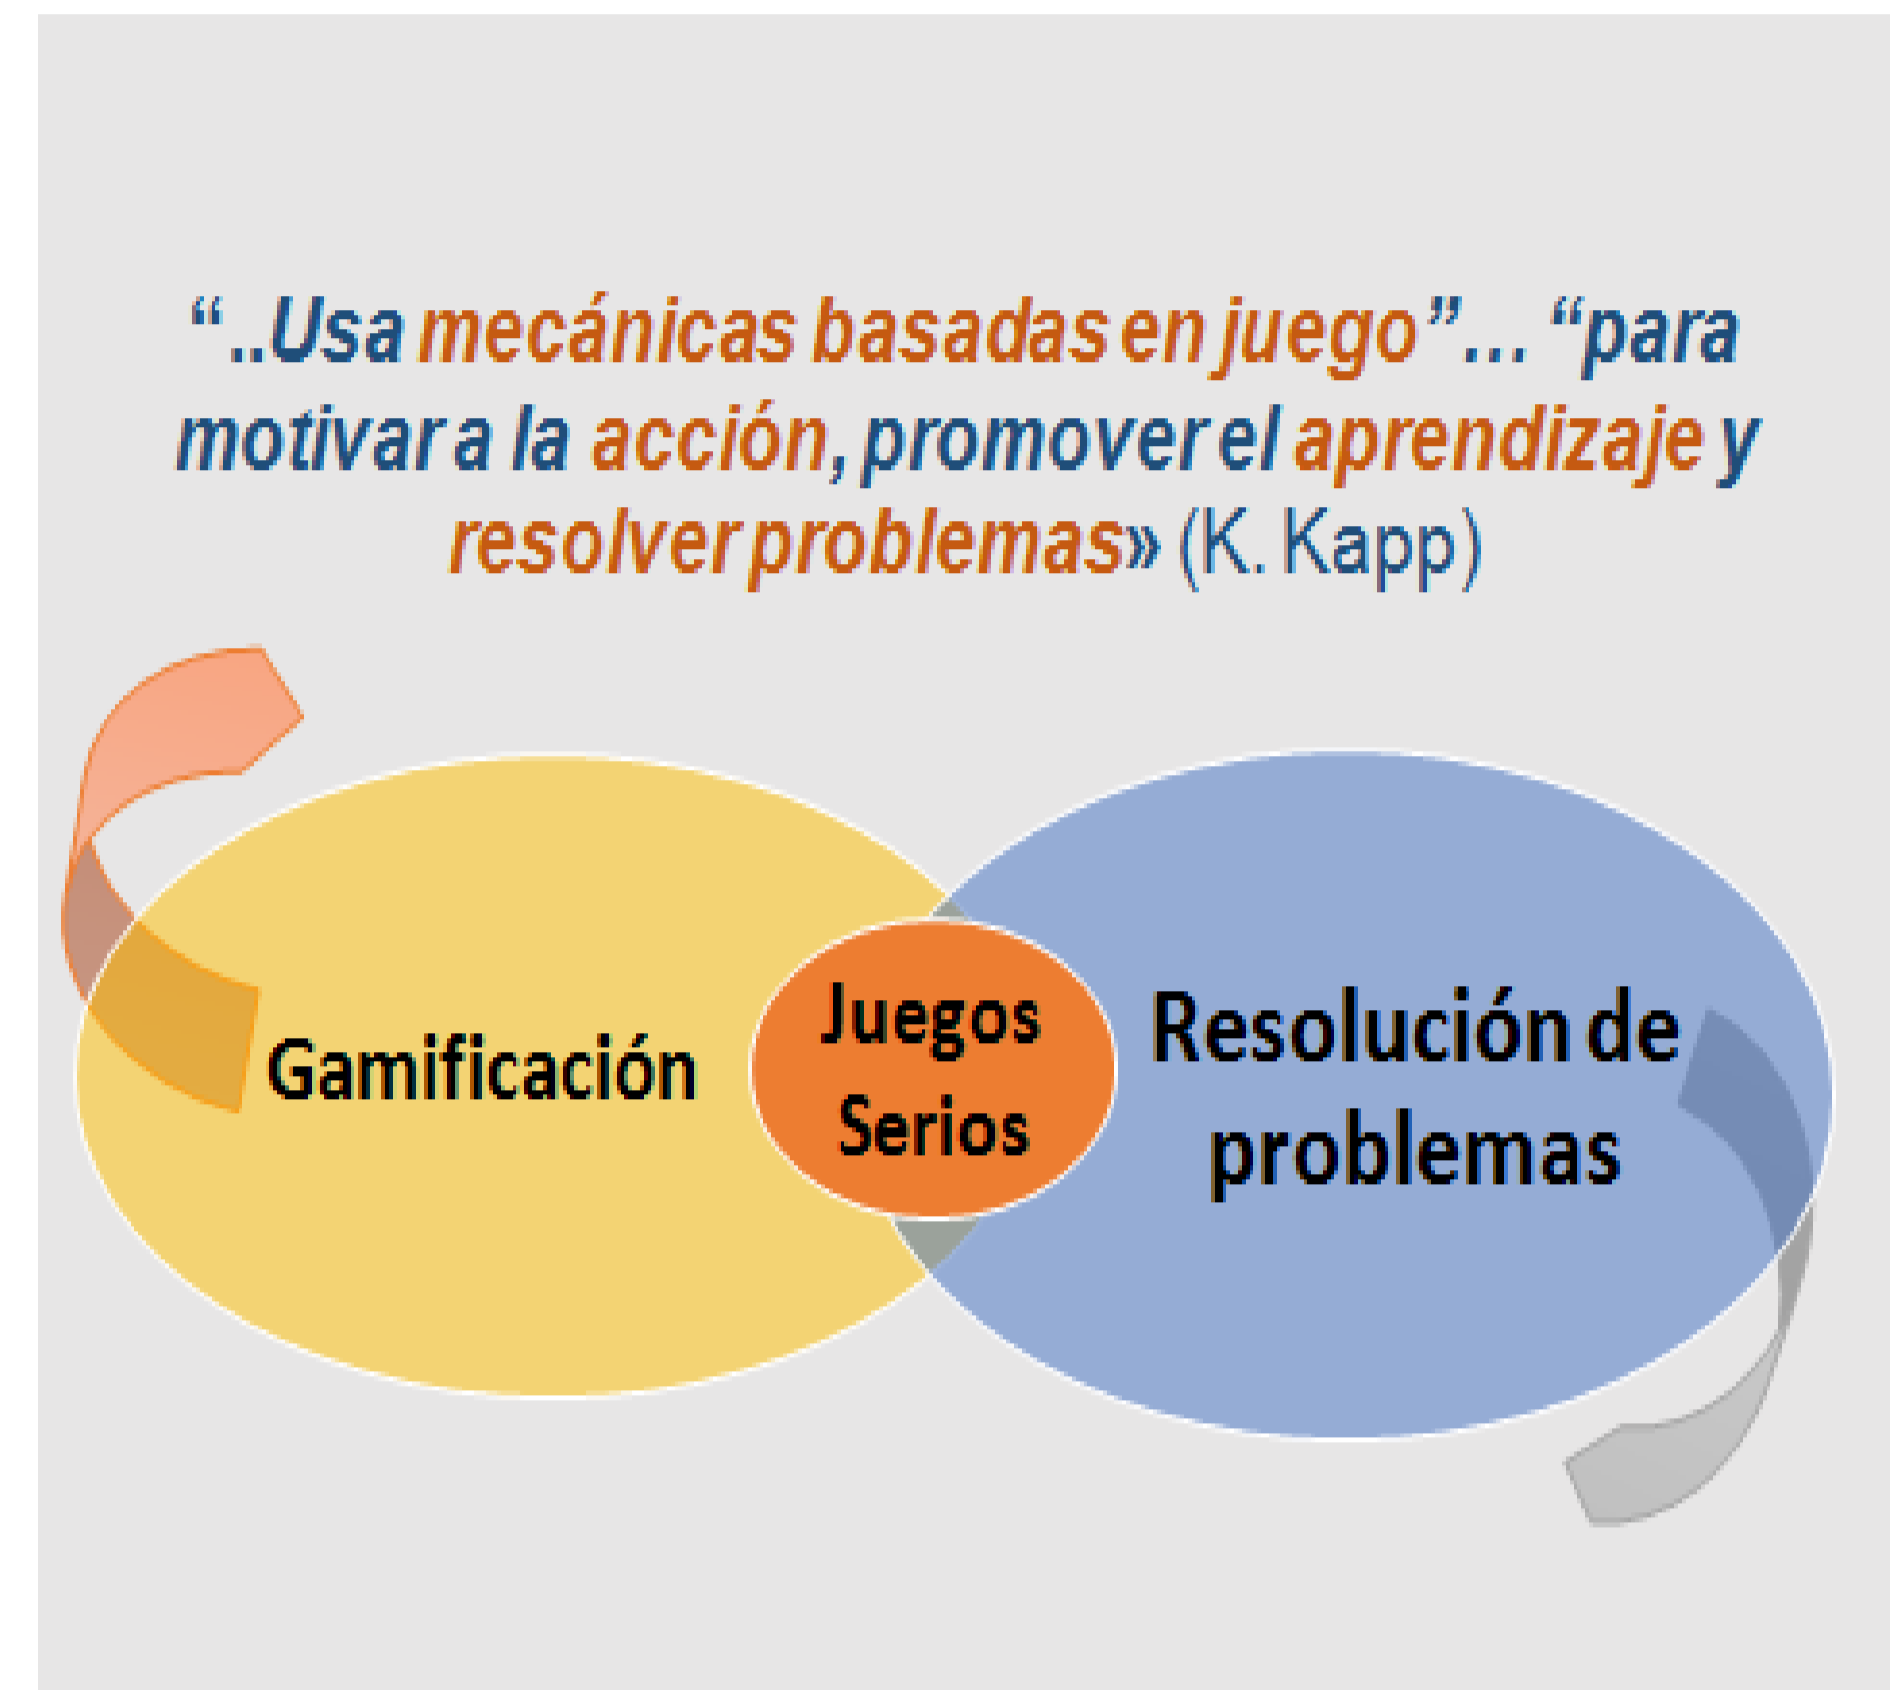 “ ..Usa mecánicas basadas en juego”... “para
motivar a la acción, promover el aprendizaje y
resolver problemas» (K. Kapp)
Gamificación
Juegos
Serios
Resolución de
problemas